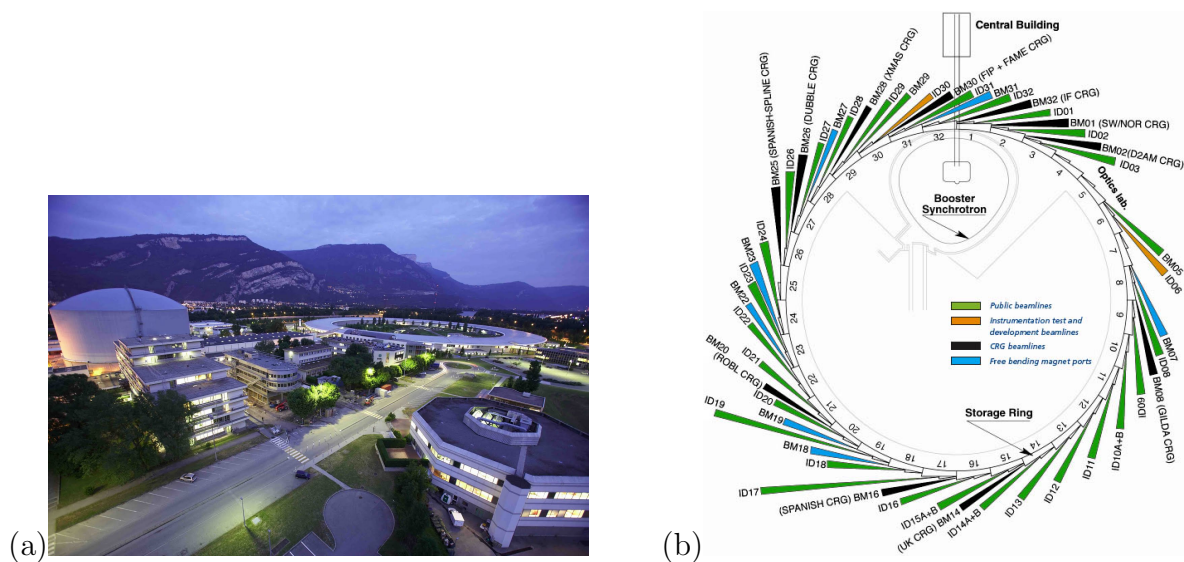 (a)
(b)
Central Building
BM25 (SPANISH-SPLINE CRG)
ID26
BM26 (DUBBLE CRG)
ID27
BM27
ID28
BM28 (XMAS CRG)
ID29
BM29
ID30
BM30 (FIP + FAME CRG)
ID31
BM31
ID32
BM32 (IF CRG)
ID01
BM01 (SW/NOR CRG)
ID02
BM02(D2AM CRG)
ID03
Optics lab.
BM05
ID06
BM07
ID08
BM08 (GILDA CRG)
ID09
ID10A+B
ID11
ID12
ID13
ID14A+B
(UK CRG) BM14
ID15A+B
ID16
(SPANISH CRG) BM16
ID17
ID18
BM18
BM19
ID19
ID20
BM20
(ROBL CRG)
ID21
ID22
BM22
ID23
BM23
ID24
1
2
3
4
5
6
7
8
9
10
11
12
13
14
15
16
17
18
19
20
21
22
23
24
25
26
27
28
29
30
31
32
Booster
Synchrotron
Public beamlines
Instrumentation test and
development beamlines
CRG beamlines
Free bending magnet ports
Storage Ring